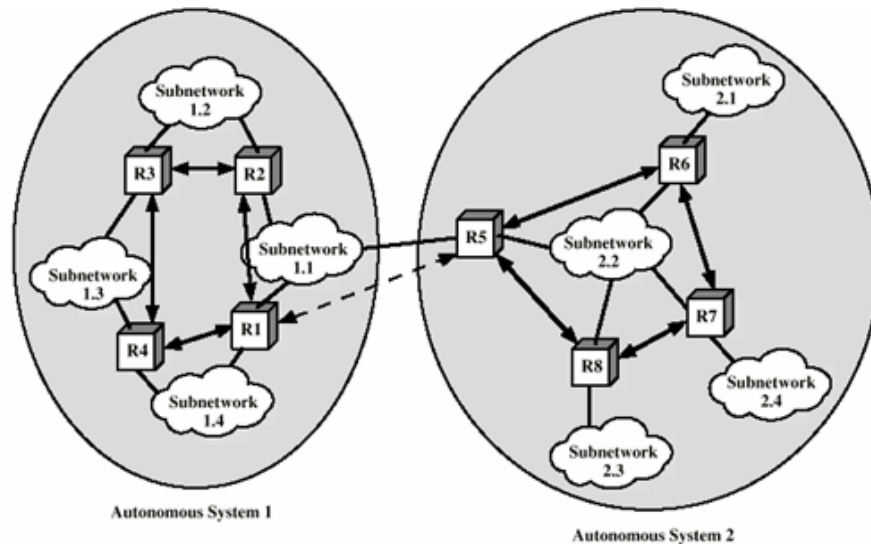 Subnetwork
1.2
R3
R2
Subnetwork
1.1
Subnetwork
1.3
R4
R1
Subnetwork
1.4
Autonomous System 1
Subnetwork
2.1
R6
R5
Subnetwork
2.2
R7
R8
Subnetwork
2.4
Subnetwork
2.3
Autonomous System 2